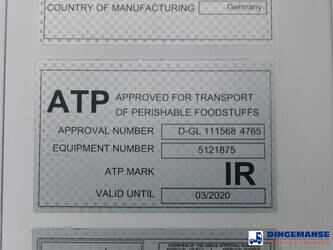 COUNTRY OF MANUFACTURING Germany
ATP APPROVED FOR TRANSPORT
OF PERISHABLE FOODSTUFFS
APPROVAL NUMBER D-GL 111568 4765
EQUIPMENT NUMBER 5121875
ATP MARK IR
VALID UNTIL 03/2020
DINGEMANSE